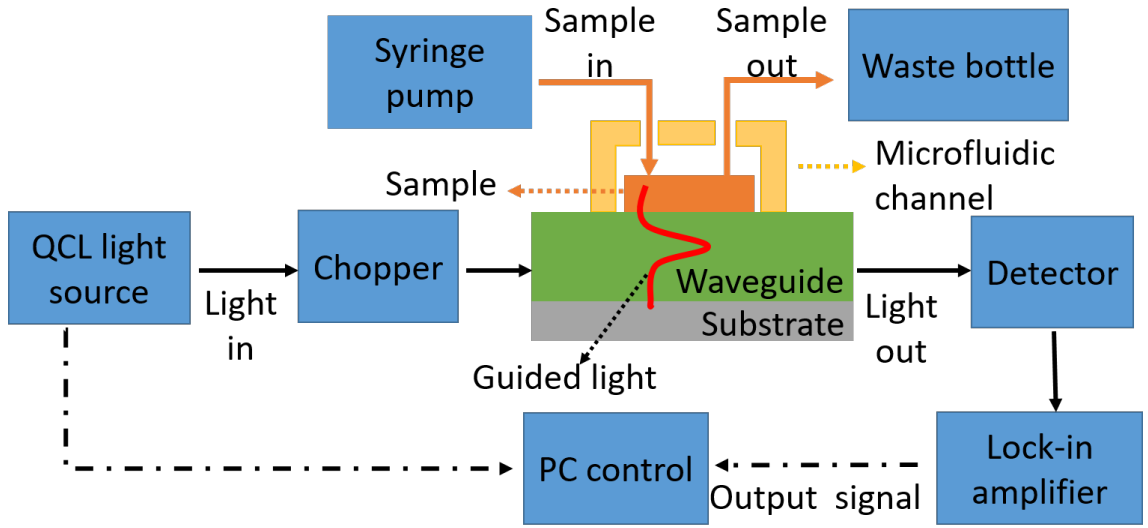 Syringe
pump
Sample
in
Sample
out
Waste bottle
Microfluidic
channel
Sample
QCL light
source
Light
in
Chopper
Waveguide
Substrate
Light
out
Detector
Guided light
PC control
Output signal
Lock-in
amplifier